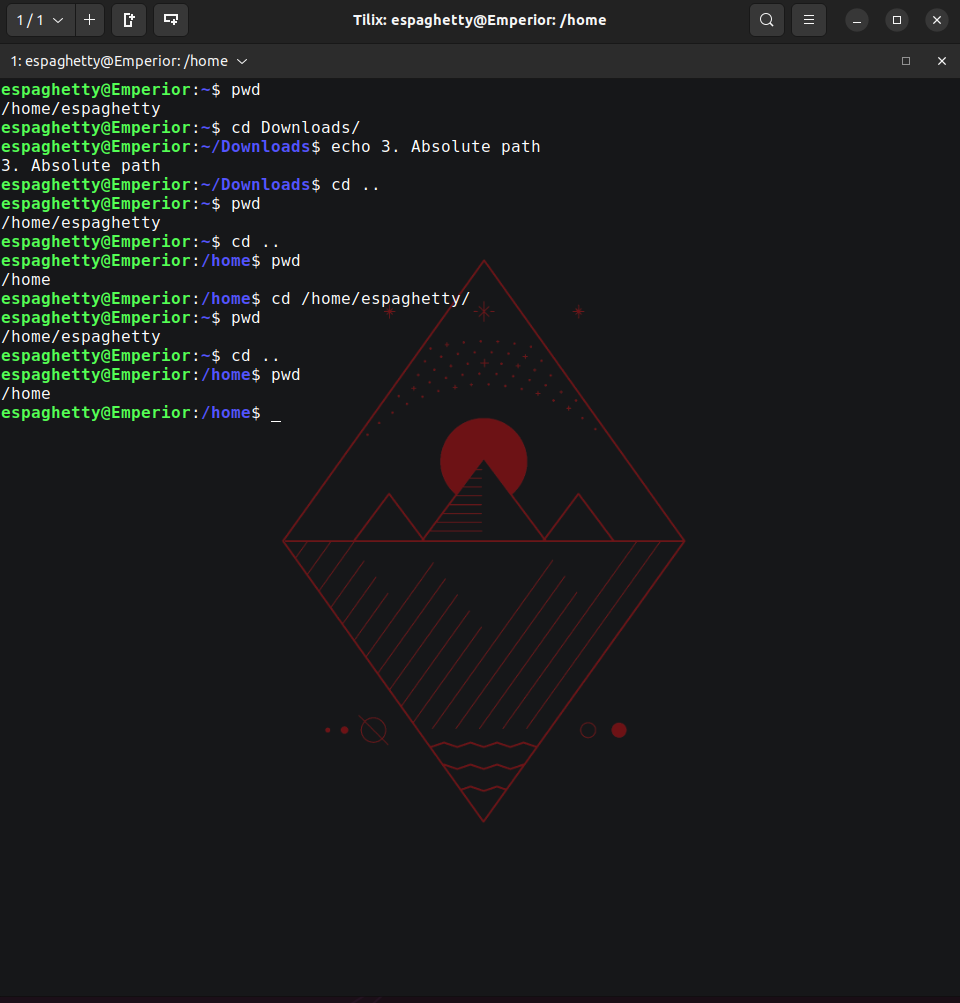 1 / 1
Tilix: espaghetty@Emperior: /home
1: espaghetty@Emperior: /home
espaghetty@Emperior:~$ pwd
/home/espaghetty
espaghetty@Emperior:~$ cd Downloads/
espaghetty@Emperior:~/Downloads$ echo 3. Absolute path
3. Absolute path
espaghetty@Emperior:~/Downloads$ cd ..
espaghetty@Emperior:~$ pwd
/home/espaghetty
espaghetty@Emperior:~$ cd ..
espaghetty@Emperior:/home$ pwd
/home
espaghetty@Emperior:/home$ cd /home/espaghetty/
espaghetty@Emperior:~$ pwd
/home/espaghetty
espaghetty@Emperior:~$ cd ..
espaghetty@Emperior:/home$ pwd
/home
espaghetty@Emperior:/home$ _